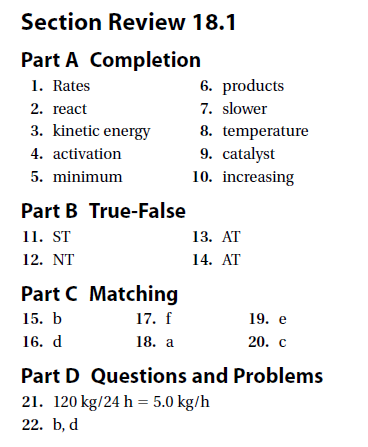 Section Review 18.1
Part A Completion
1. Rates
2. react
3. kinetic energy
4. activation
5. minimum
6. products
7. slower
8. temperature
9. catalyst
10. increasing
Part B True-False
11. ST
12. NT
13. AT
14. AT
Part C Matching
15. b
16. d
17. f
18. a
19. e
20. c
Part D Questions and Problems
21. 120 kg/24 h = 5.0 kg/h
22. b, d